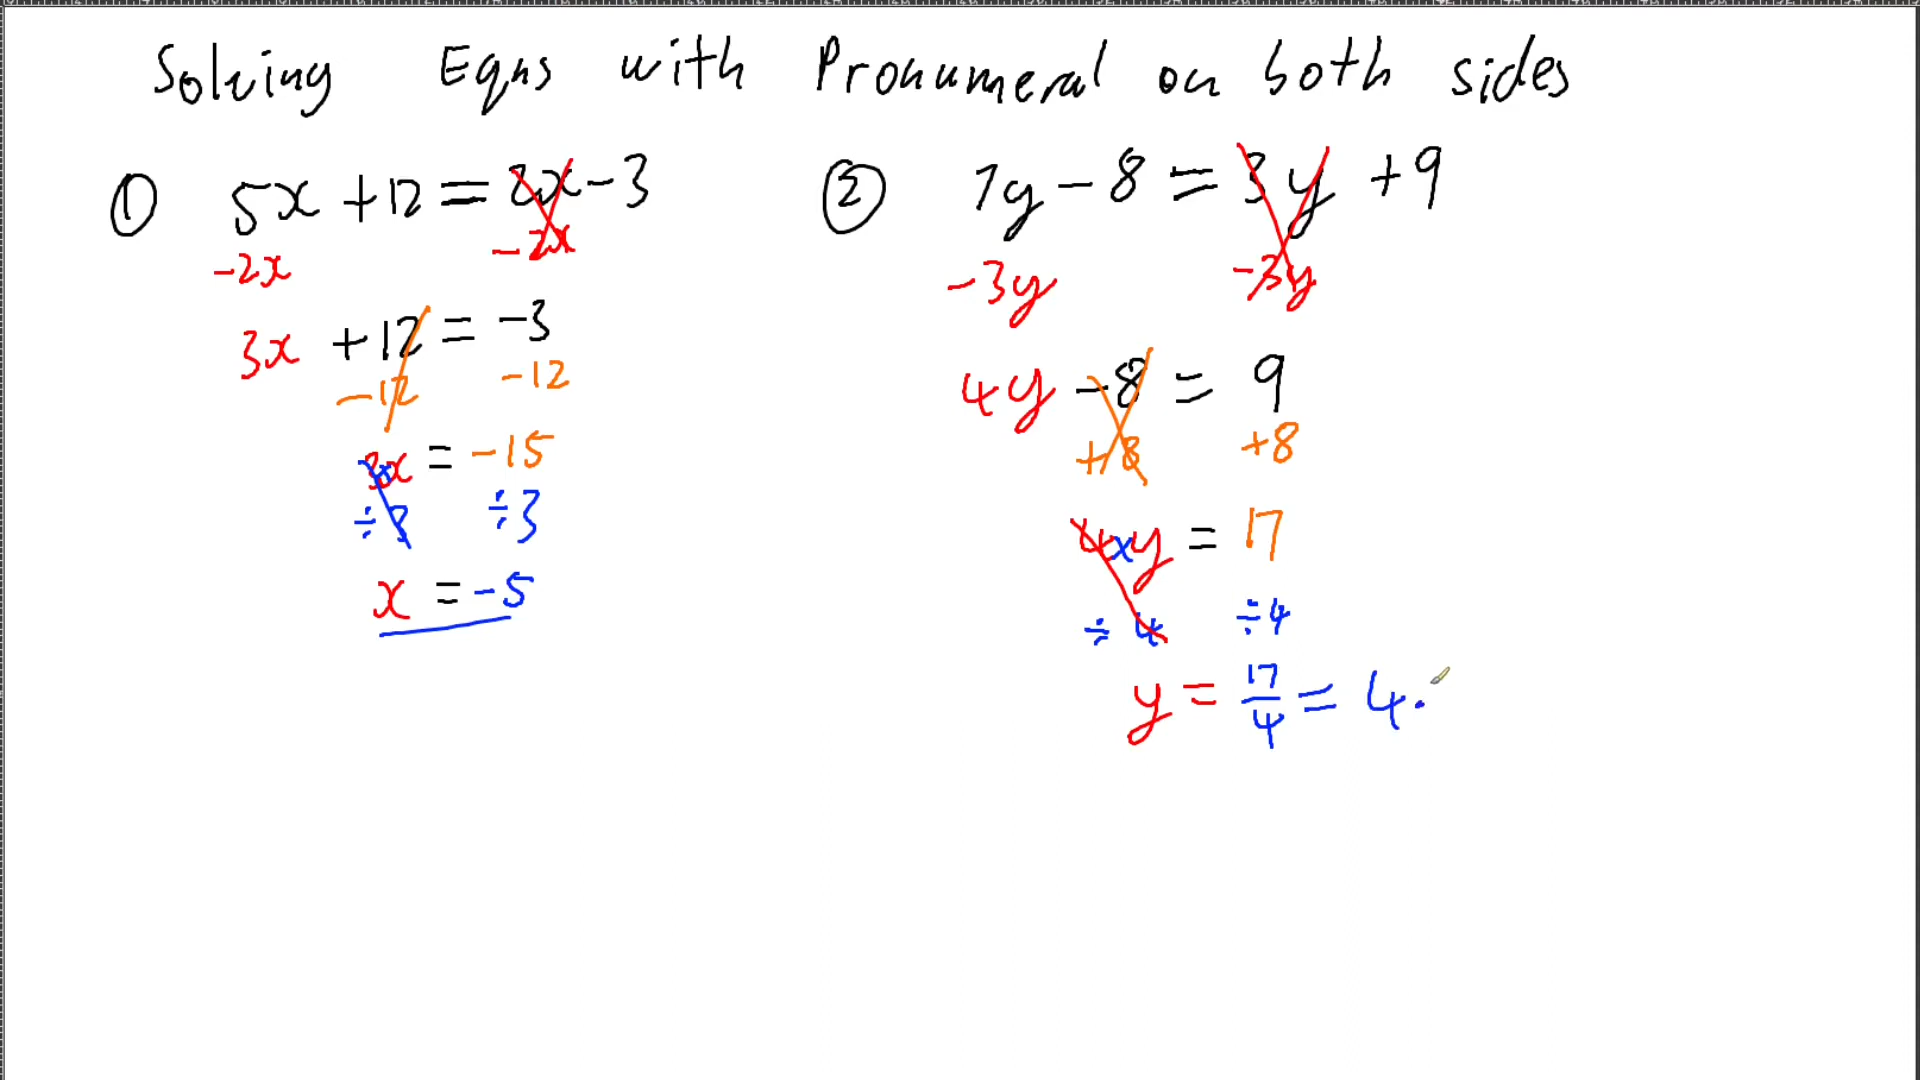 Solving Eqns with Pronumeral on both sides
① 5x + 12 = 2x - 3
-2x -2x
3x + 12 = -3
-12 -12
3x = -15
÷3 ÷3
x = -5
② 7y - 8 = 3y + 9
-3y -3y
4y - 8 = 9
+8 +8
4xy = 17
÷4 ÷4
y = 17/4 = 4.